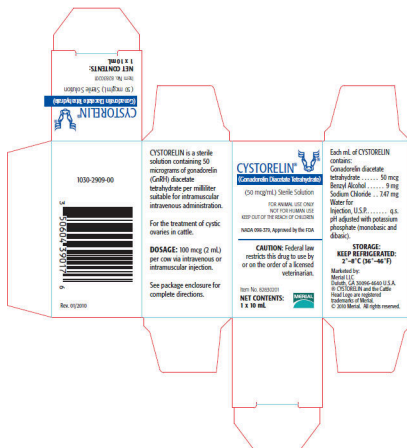 1 x 10 mL
NET CONTENTS:
Item No.
(50 mcg/mL) Sterile Solution
(Gonadorelin Diacetate Tetrahydrate)
CYSTORELIN®
1030-2909-00
3 50604 39017 6
Rev. 01/2010
CYSTORELIN is a sterile
solution containing 50
micrograms of gonadorelin
(GnRH) diacetate
tetrahydrate per milliliter
suitable for intramuscular
intravenous administration.
For the treatment of cystic
ovaries in cattle.
DOSAGE: 100 mcg (2 mL)
per cow via intravenous or
intramuscular injection.
See package enclosure for
complete directions.
CYSTORELIN®
(Gonadorelin Diacetate Tetrahydrate)
(50 mcg/mL) Sterile Solution
FOR ANIMAL USE ONLY
NOT FOR HUMAN USE
KEEP OUT OF THE REACH OF CHILDREN
NADA 098-379, Approved by the FDA
CAUTION: Federal law
restricts this drug to use by
or on the order of a licensed
veterinarian.
Item No.
NET CONTENTS:
1 x 10 mL
MERIAL
Each mL of CYSTORELIN
contains:
Gonadorelin diacetate
tetrahydrate ...... 50 mcg
Benzyl Alcohol ...... 9 mg
Sodium Chloride .. 7.47 mg
Water for
Injection, U.S.P. ...... q.s.
pH adjusted with potassium
phosphate (monobasic and
dibasic).
STORAGE:
KEEP REFRIGERATED:
2°-8°C (36°-46°F)
Marketed by:
Merial LLC
Duluth, GA 30096-4640 U.S.A.
® CYSTORELIN and the Cattle
Head Logo are registered
trademarks of Merial.
© 2010 Merial. All rights reserved.